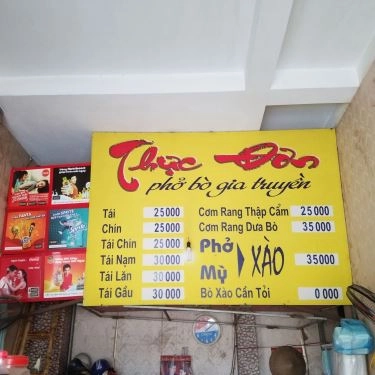 Thực Đơn
phở bò gia truyền
Tái 25000
Chín 25000
Tái Chín 25000
Tái Nạm 30000
Tái Lăn 30000
Tái Gầu 30000
Cơm Rang Thập Cẩm 25000
Cơm Rang Dưa Bò 35000
Phở
Mỳ
XÀO 35000
Bò Xào Cần Tỏi 0000